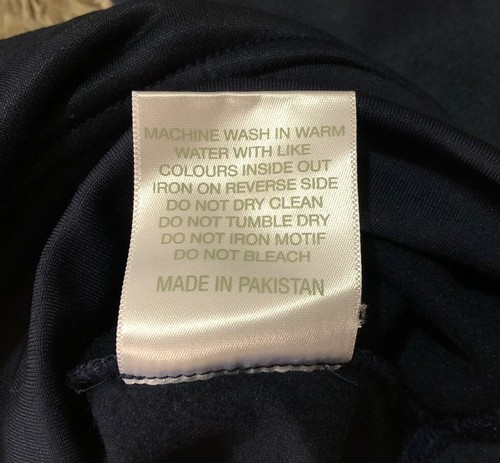 MACHINE WASH IN WARM
WATER WITH LIKE
COLOURS INSIDE OUT
IRON ON REVERSE SIDE
DO NOT DRY CLEAN
DO NOT TUMBLE DRY
DO NOT IRON MOTIF
DO NOT BLEACH
MADE IN PAKISTAN